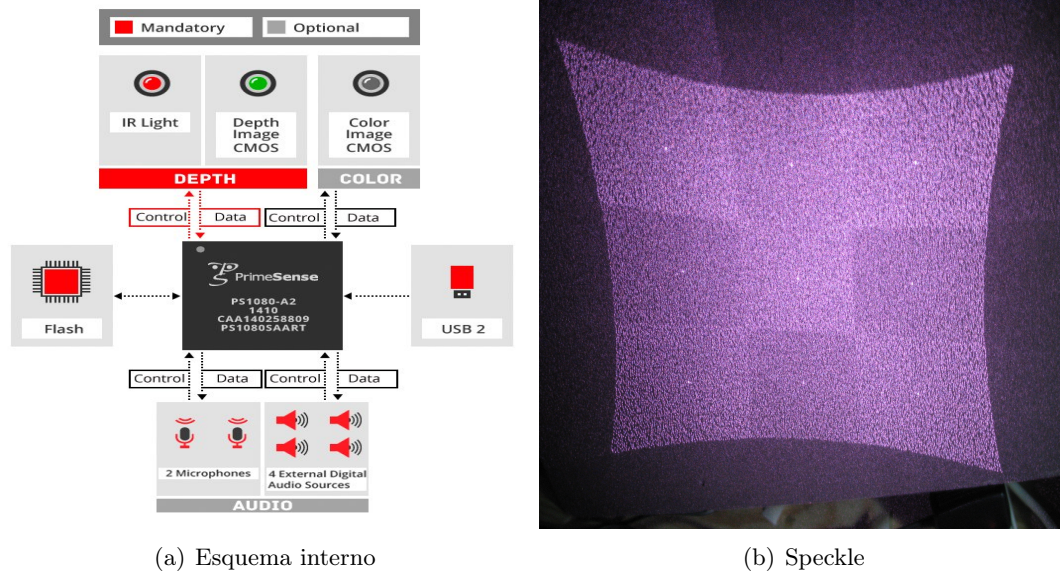 Mandatory
Optional
IR Light
Depth
Image
CMOS
Color
Image
CMOS
DEPTH
COLOR
Control
Data
Control
Data
PrimeSense
PS1080-A2
1410
CAA140258809
PS1080SAART
Flash
USB 2
Control
Data
Control
Data
2 Microphones
4 External Digital
Audio Sources
AUDIO
(a) Esquema interno
(b) Speckle